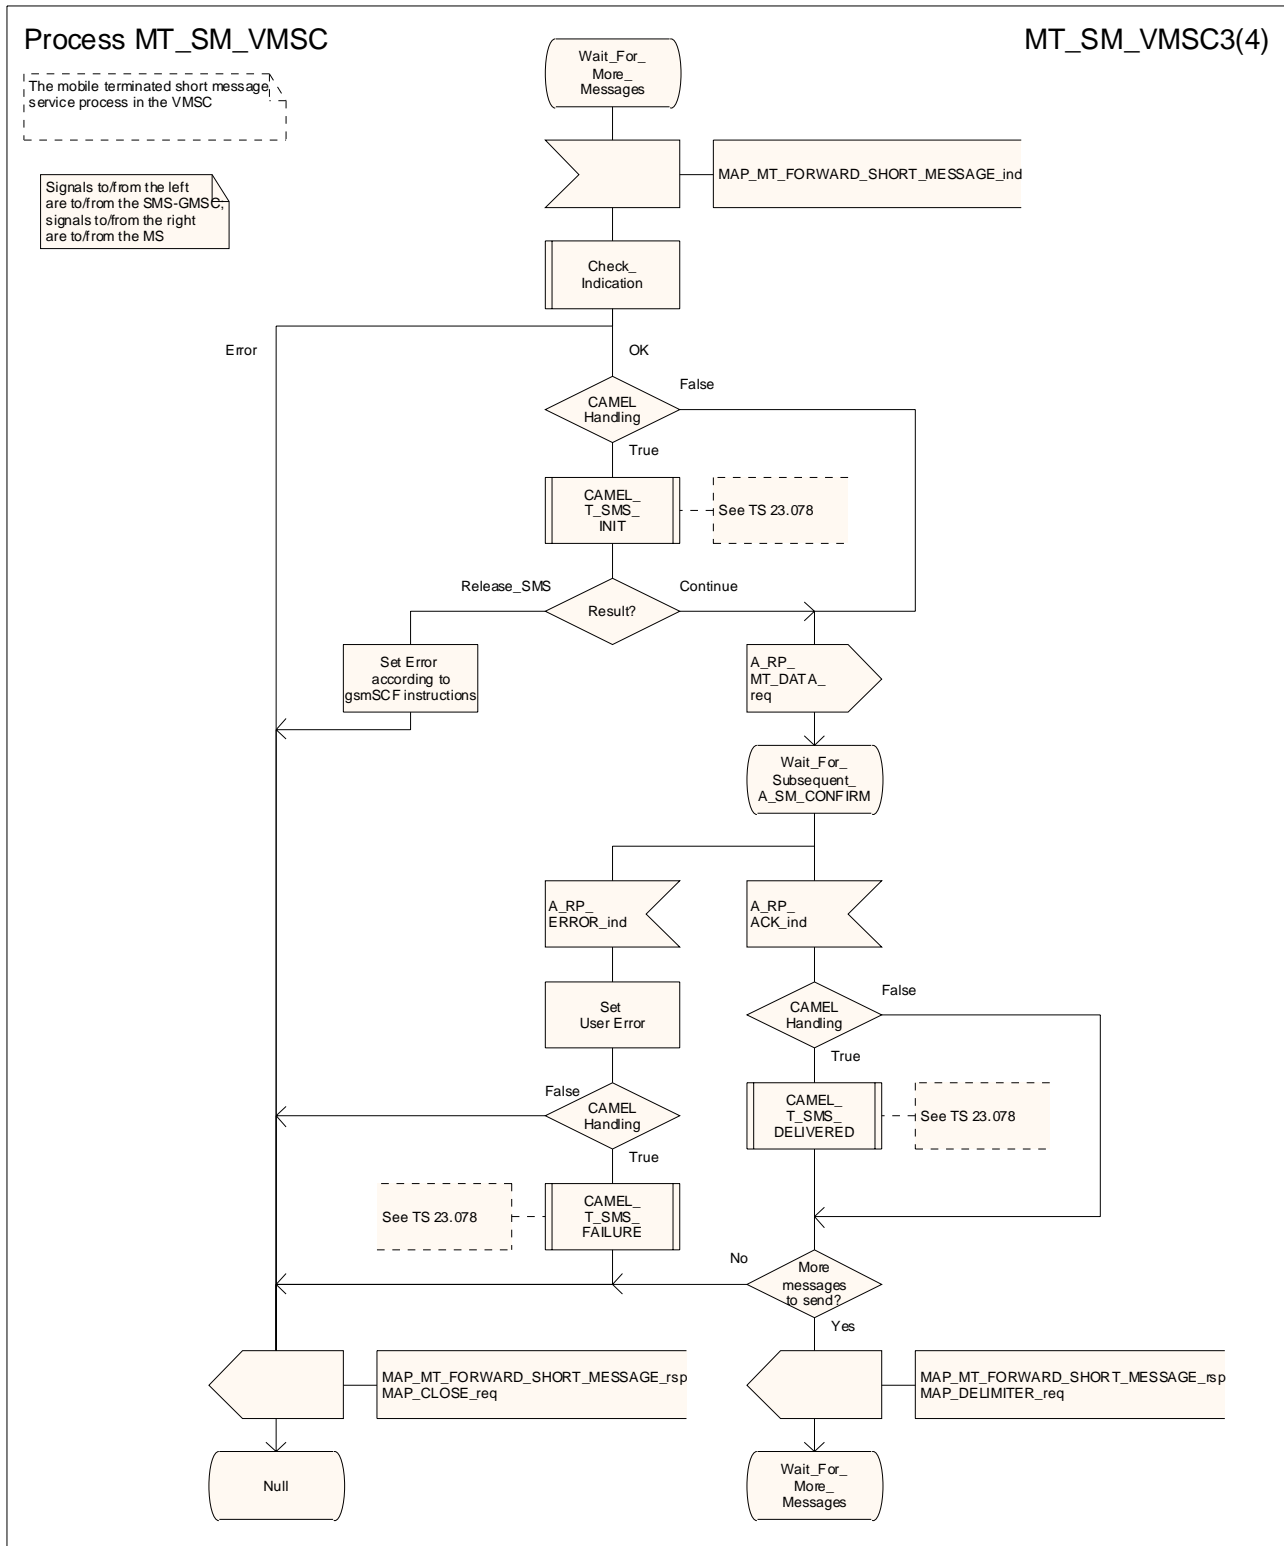 Process MT_SM_VMSC
MT_SM_VMSC3(4)
The mobile terminated short message
service process in the VMSC
Signals to/from the left
are to/from the SMS-GMSC;
signals to/from the right
are to/from the MS
Wait_For_
More_
Messages
MAP_MT_FORWARD_SHORT_MESSAGE_ind
Check_
Indication
Error
OK
CAMEL
Handling
False
True
CAMEL_
T_SMS_
INIT
See TS 23.078
Release_SMS
Result?
Continue
Set Error
according to
gsmSCF instructions
A_RP_
MT_DATA_
req
Wait_For_
Subsequent_
A_SM_CONFIRM
A_RP_
ERROR_ind
A_RP_
ACK_ind
Set
User Error
CAMEL
Handling
False
True
False
CAMEL
Handling
True
CAMEL_
T_SMS_
DELIVERED
See TS 23.078
See TS 23.078
CAMEL_
T_SMS_
FAILURE
No
More
messages
to send?
Yes
MAP_MT_FORWARD_SHORT_MESSAGE_rsp
MAP_CLOSE_req
MAP_MT_FORWARD_SHORT_MESSAGE_rsp
MAP_DELIMITER_req
Null
Wait_For_
More_
Messages